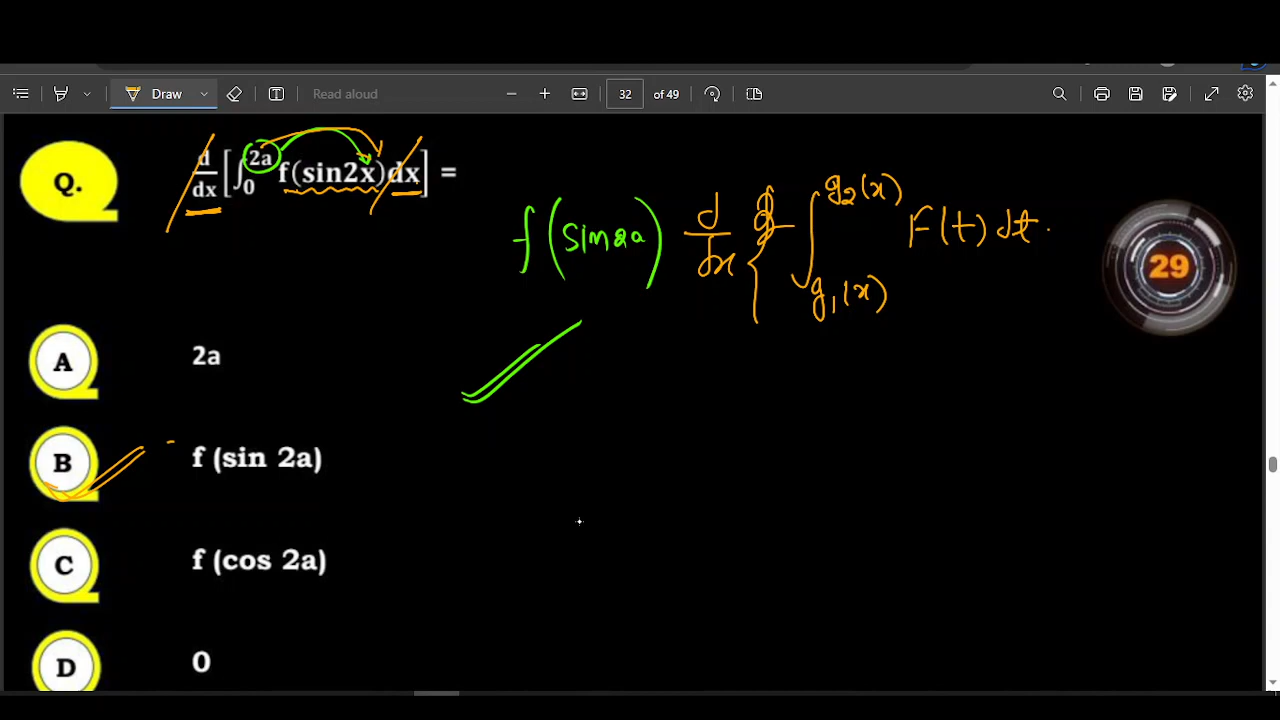 Draw
Read aloud
32 of 49
Q. d/dx [∫₀^2a f(sin2x)dx] =
f(sin2a) d/dx { ∫_g₁(x)^g₂(x) F(t) dt.
29
A 2a
B f (sin 2a)
C f (cos 2a)
D 0